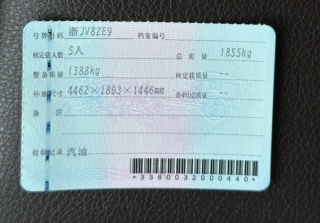 号牌号码 浙JV82E9 档案编号
核定载人数 5人 总质量 1855kg
整备质量 1388kg 核定载质量 --
外廓尺寸 4462×1803×1446mm 准牵引总质量 --
备注
检验记录 汽油
*3380032000440*